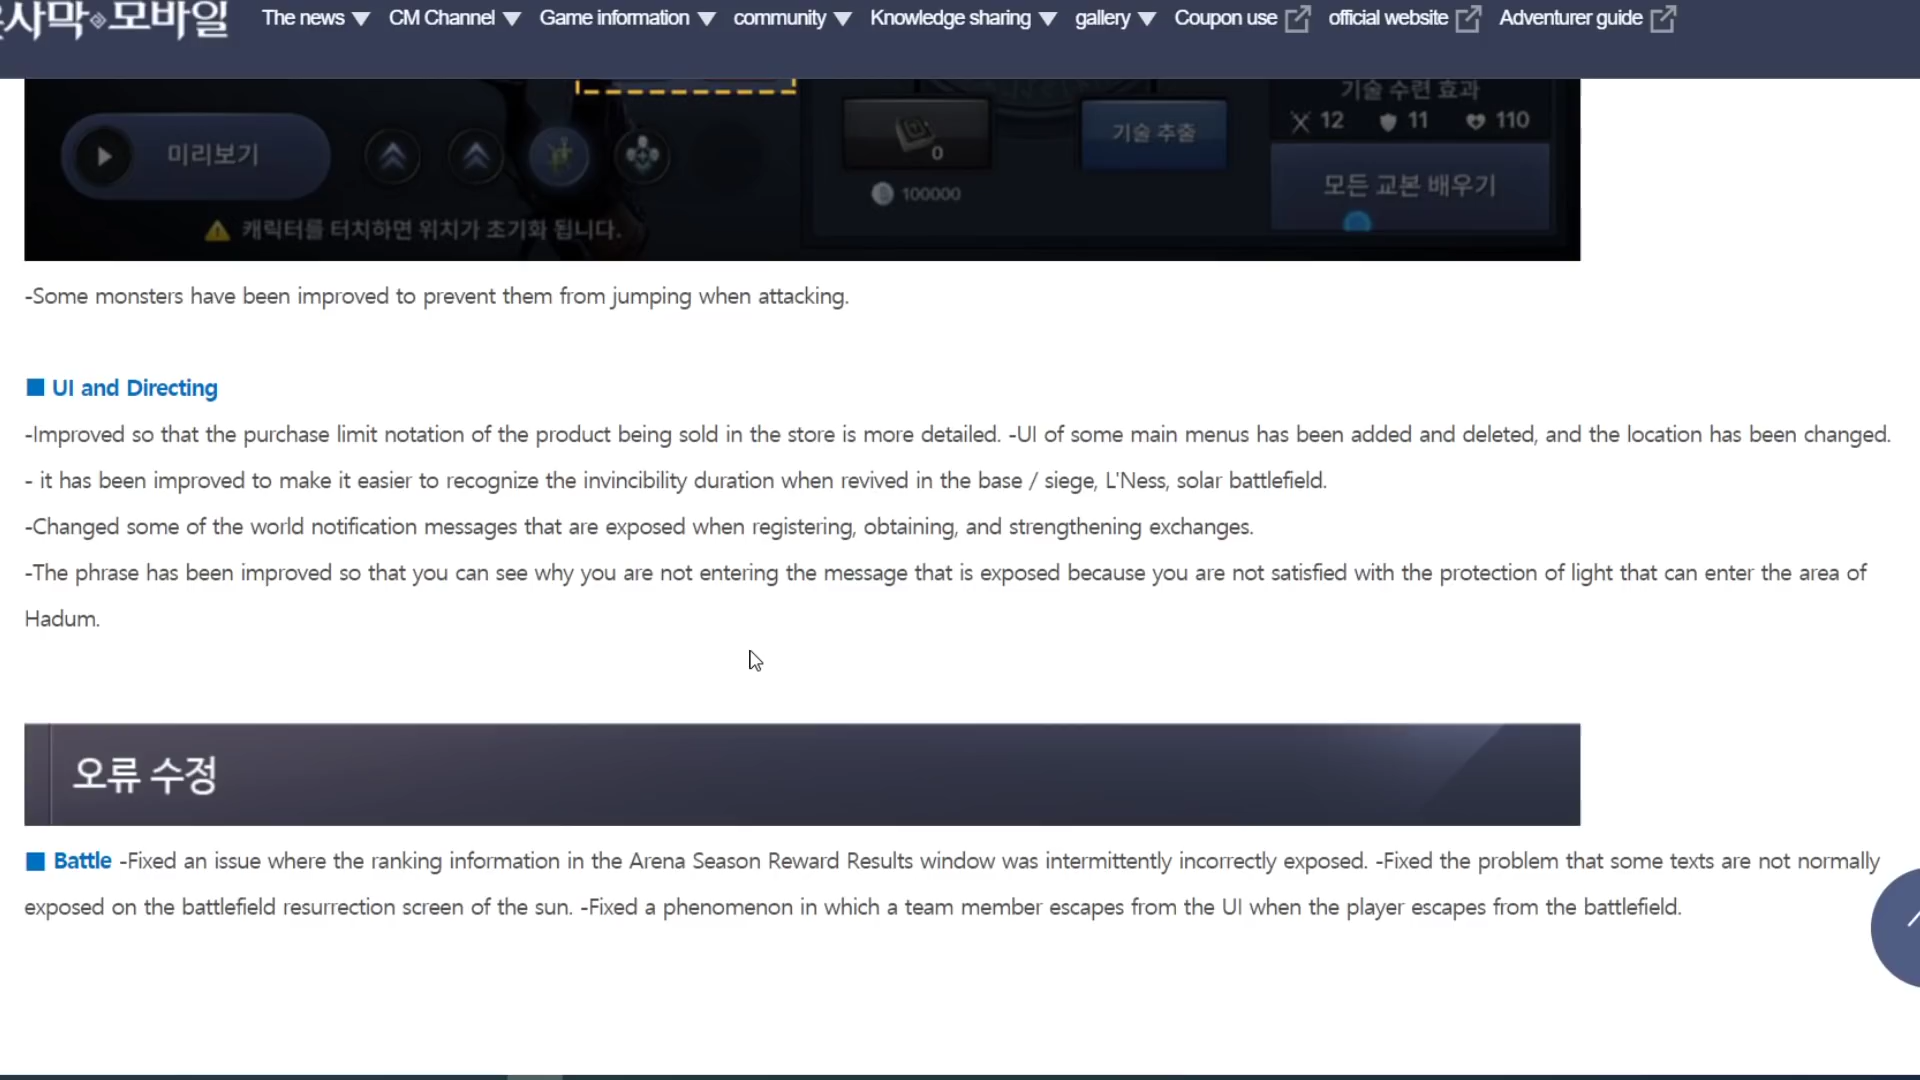 사막 모바일 The news CM Channel Game information community Knowledge sharing gallery Coupon use official website Adventurer guide
기술 수련 효과
12 11 110
미리보기 0 기술 추출
모든 교본 배우기
100000
캐릭터를 터치하면 위치가 초기화 됩니다.
-Some monsters have been improved to prevent them from jumping when attacking.
UI and Directing
-Improved so that the purchase limit notation of the product being sold in the store is more detailed. -UI of some main menus has been added and deleted, and the location has been changed.
- it has been improved to make it easier to recognize the invincibility duration when revived in the base / siege, L'Ness, solar battlefield.
-Changed some of the world notification messages that are exposed when registering, obtaining, and strengthening exchanges.
-The phrase has been improved so that you can see why you are not entering the message that is exposed because you are not satisfied with the protection of light that can enter the area of
Hadum.
오류 수정
Battle -Fixed an issue where the ranking information in the Arena Season Reward Results window was intermittently incorrectly exposed. -Fixed the problem that some texts are not normally
exposed on the battlefield resurrection screen of the sun. -Fixed a phenomenon in which a team member escapes from the UI when the player escapes from the battlefield.